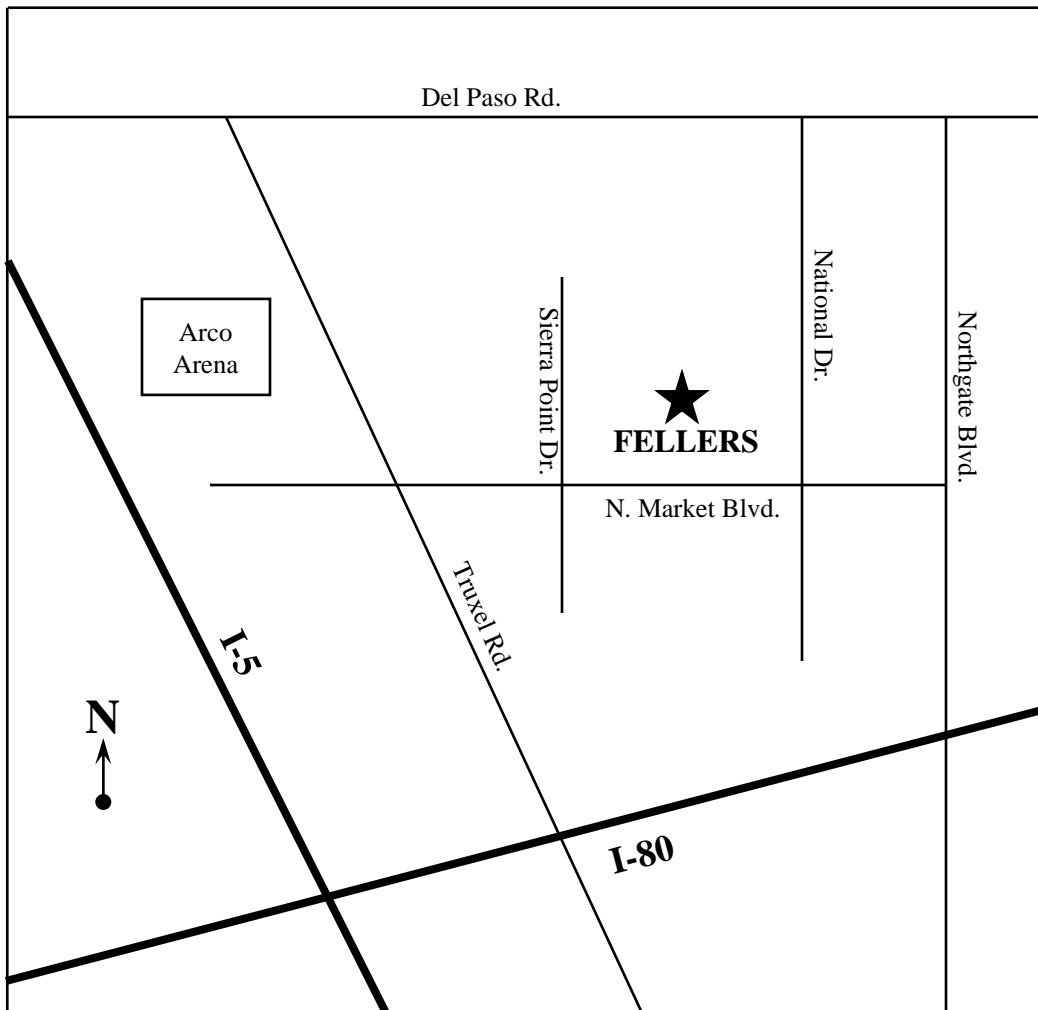 Del Paso Rd.
Arco
Arena
Sierra Point Dr.
National Dr.
Northgate Blvd.
FELLERS
N. Market Blvd.
Truxel Rd.
I-5
N
I-80